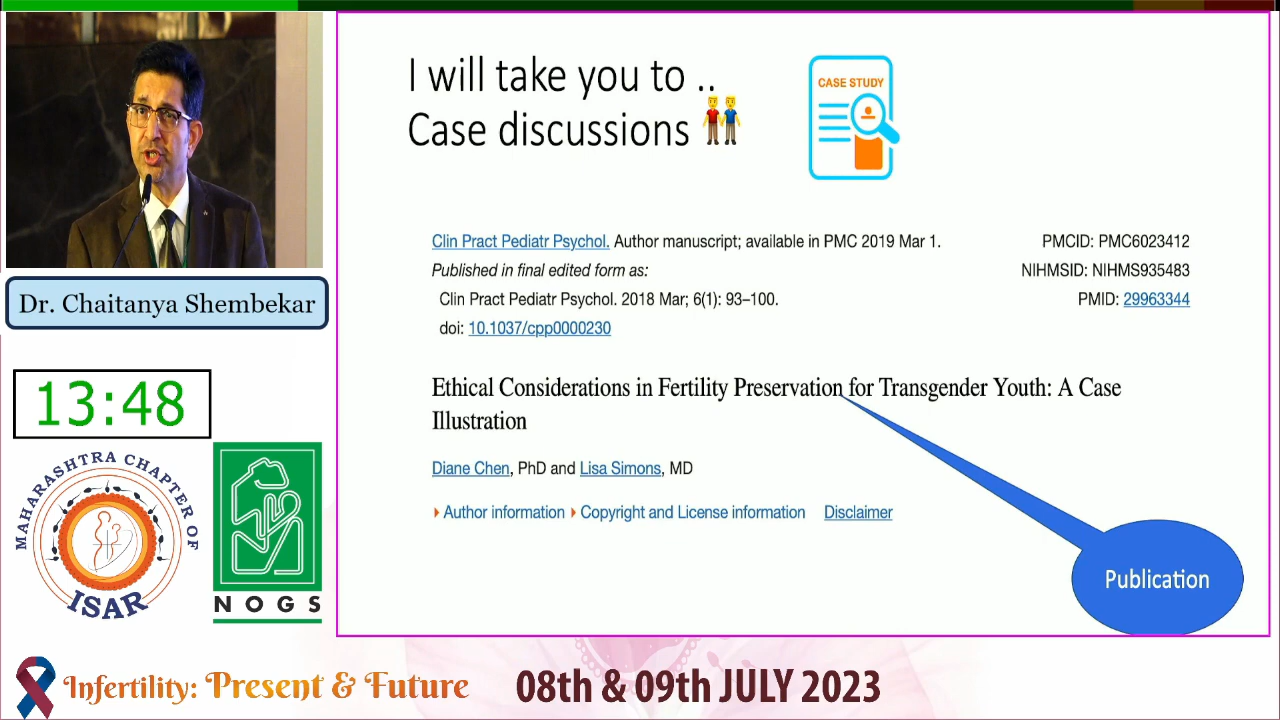 I will take you to ..
Case discussions
CASE STUDY
Clin Pract Pediatr Psychol. Author manuscript; available in PMC 2019 Mar 1.
PMCID: PMC6023412
Published in final edited form as:
NIHMSID: NIHMS935483
Clin Pract Pediatr Psychol. 2018 Mar; 6(1): 93–100.
PMID: 29963344
doi: 10.1037/cpp0000230
Ethical Considerations in Fertility Preservation for Transgender Youth: A Case
Illustration
Diane Chen, PhD and Lisa Simons, MD
Author information Copyright and License information Disclaimer
Publication
Dr. Chaitanya Shembekar
13:48
MAHARASHTRA CHAPTER OF
ISAR
NOGS
Infertility: Present & Future
08th & 09th JULY 2023